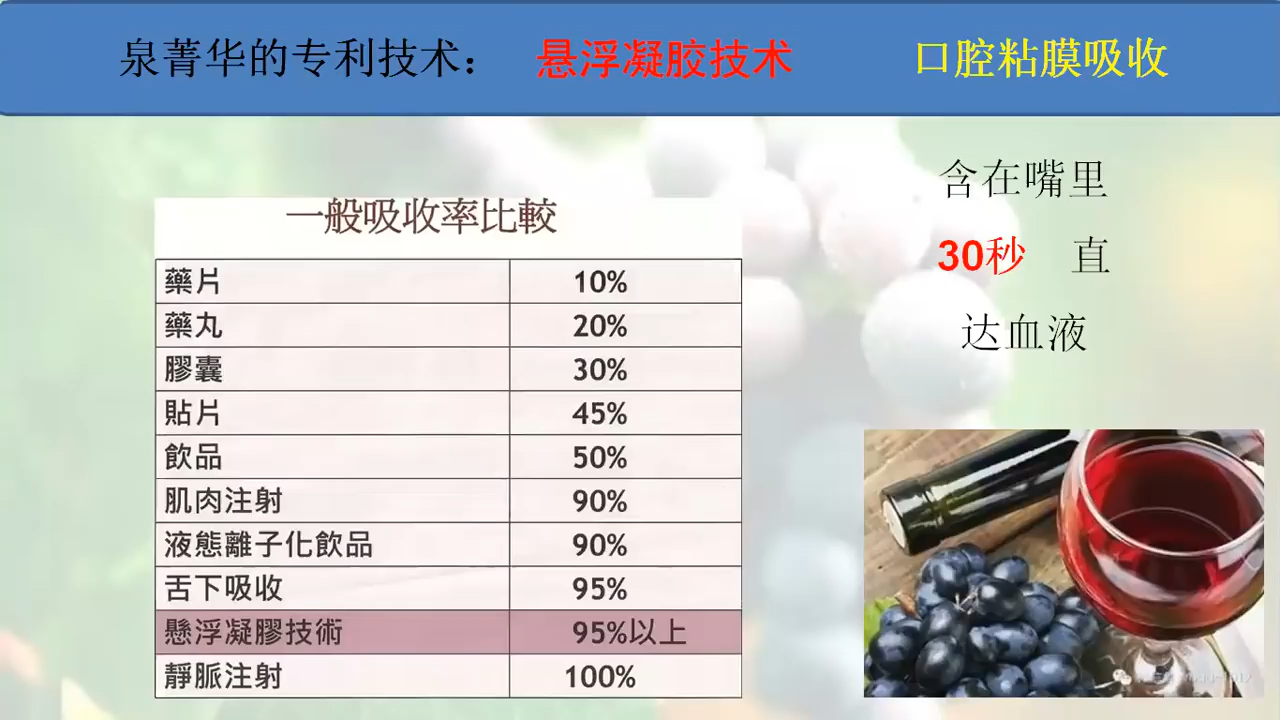 泉菁华的专利技术： 悬浮凝胶技术 口腔粘膜吸收
含在嘴里
30秒 直
达血液
一般吸收率比較
藥片 10%
藥丸 20%
膠囊 30%
貼片 45%
飲品 50%
肌肉注射 90%
液態離子化飲品 90%
舌下吸收 95%
懸浮凝膠技術 95%以上
靜脈注射 100%